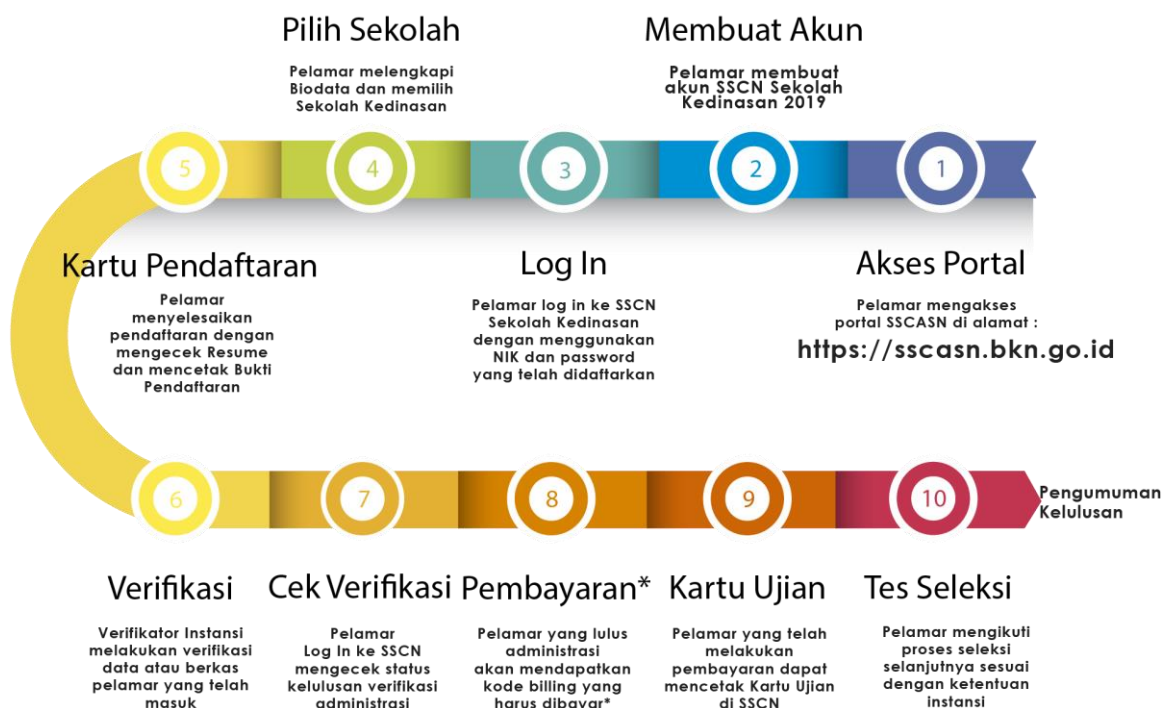 Membuat Akun
Pelamar membuat
akun SSCN Sekolah
Kedinasan 2019
Pilih Sekolah
Pelamar melengkapi
Biodata dan memilih
Sekolah Kedinasan
1
2
3
4
5
Akses Portal
Pelamar mengakses
portal SSCASN di alamat :
https://sscasn.bkn.go.id
Log In
Pelamar log in ke SSCN
Sekolah Kedinasan
dengan menggunakan
NIK dan password
yang telah didaftarkan
Kartu Pendaftaran
Pelamar
menyelesaikan
pendaftaran dengan
mengecek Resume
dan mencetak Bukti
Pendaftaran
6
7
8
9
10
Pengumuman
Kelulusan
Verifikasi
Verifikator Instansi
melakukan verifikasi
data atau berkas
pelamar yang telah
masuk
Cek Verifikasi
Pelamar
Log In ke SSCN
mengecek status
kelulusan verifikasi
administrasi
Pembayaran*
Pelamar yang lulus
administrasi
akan mendapatkan
kode billing yang
harus dibayar*
Kartu Ujian
Pelamar yang telah
melakukan
pembayaran dapat
mencetak Kartu Ujian
di SSCN
Tes Seleksi
Pelamar mengikuti
proses seleksi
selanjutnya sesuai
dengan ketentuan
instansi